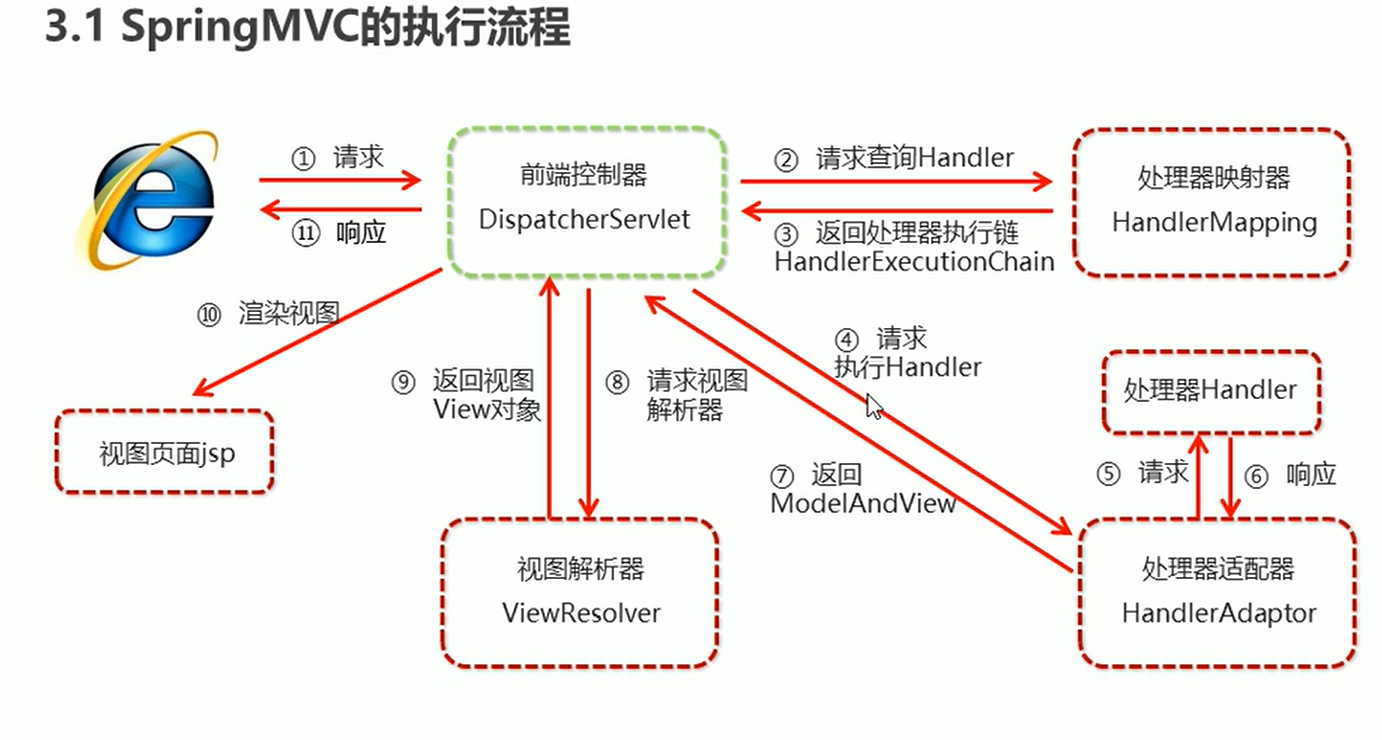 3.1 SpringMVC的执行流程
① 请求
⑪ 响应
前端控制器
DispatcherServlet
② 请求查询Handler
③ 返回处理器执行链
HandlerExecutionChain
处理器映射器
HandlerMapping
⑩ 渲染视图
④ 请求
执行Handler
⑨ 返回视图
View对象
⑧ 请求视图
解析器
处理器Handler
视图页面jsp
⑦ 返回
ModelAndView
⑤ 请求
⑥ 响应
视图解析器
ViewResolver
处理器适配器
HandlerAdaptor